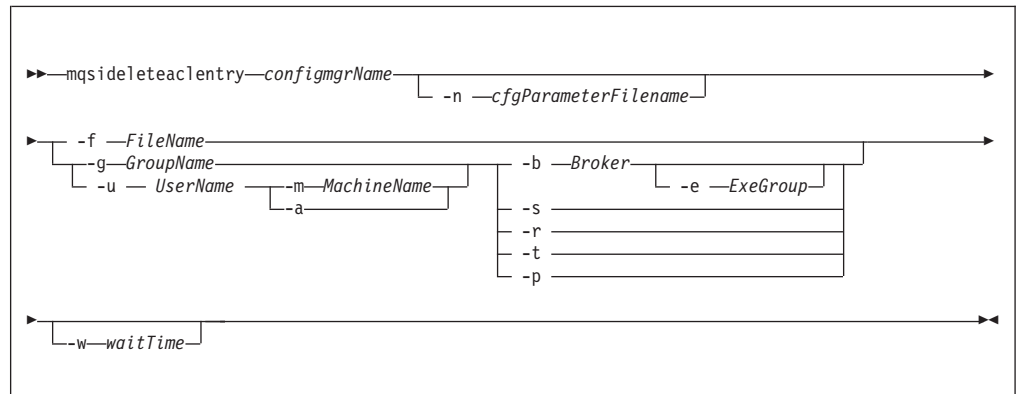 mqsideleteaclentry configmgrName
-n cfgParameterFilename
-f FileName
-g GroupName -b Broker
-u UserName -m MachineName -e ExeGroup
-a -s
-r
-t
-p
-w waitTime